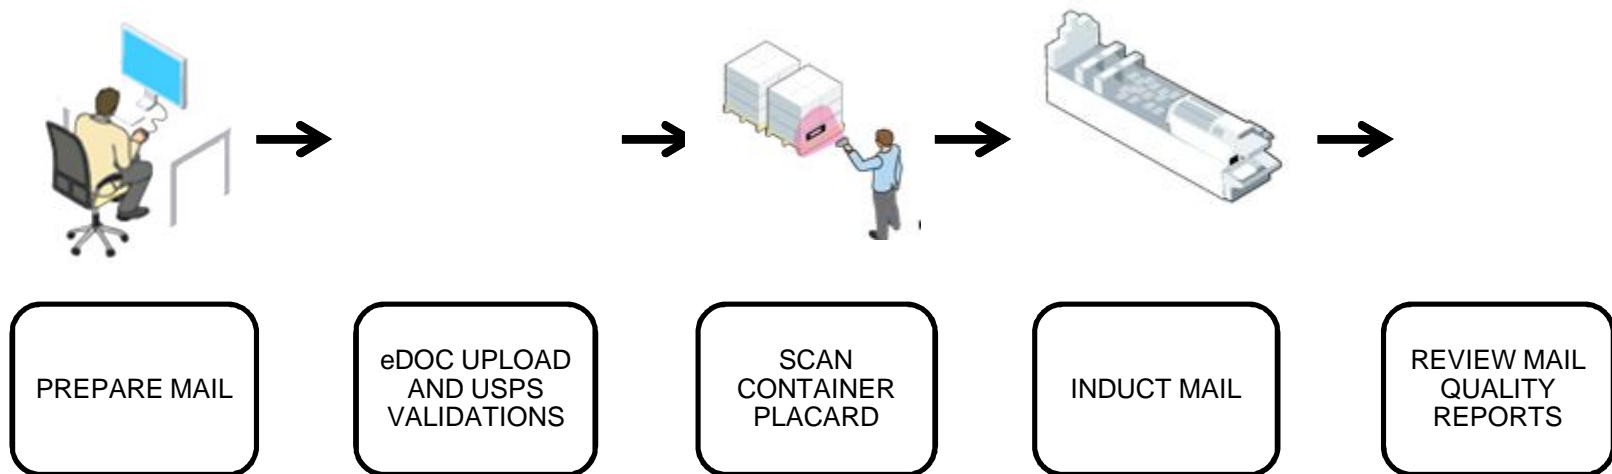 PREPARE MAIL
eDOC UPLOAD
AND USPS
VALIDATIONS
SCAN
CONTAINER
PLACARD
INDUCT MAIL
REVIEW MAIL
QUALITY
REPORTS